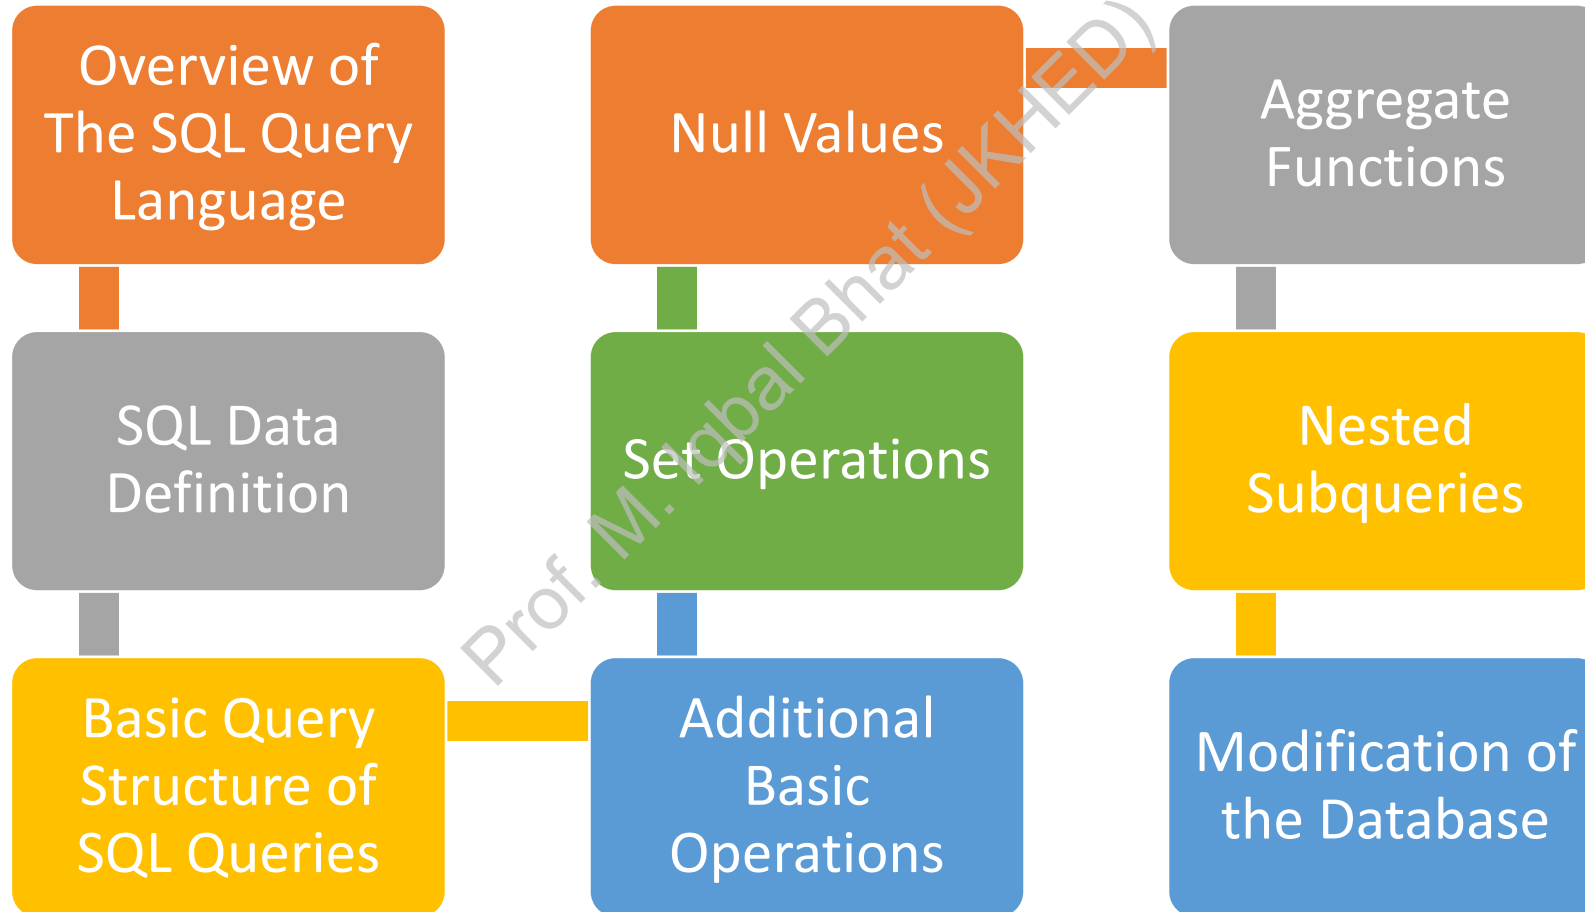 Overview of
The SQL Query
Language
SQL Data
Definition
Basic Query
Structure of
SQL Queries
Additional
Basic
Operations
Set Operations
Null Values
Aggregate
Functions
Nested
Subqueries
Modification of
the Database
Prof. M. Iqbal Bhat (JKHED)